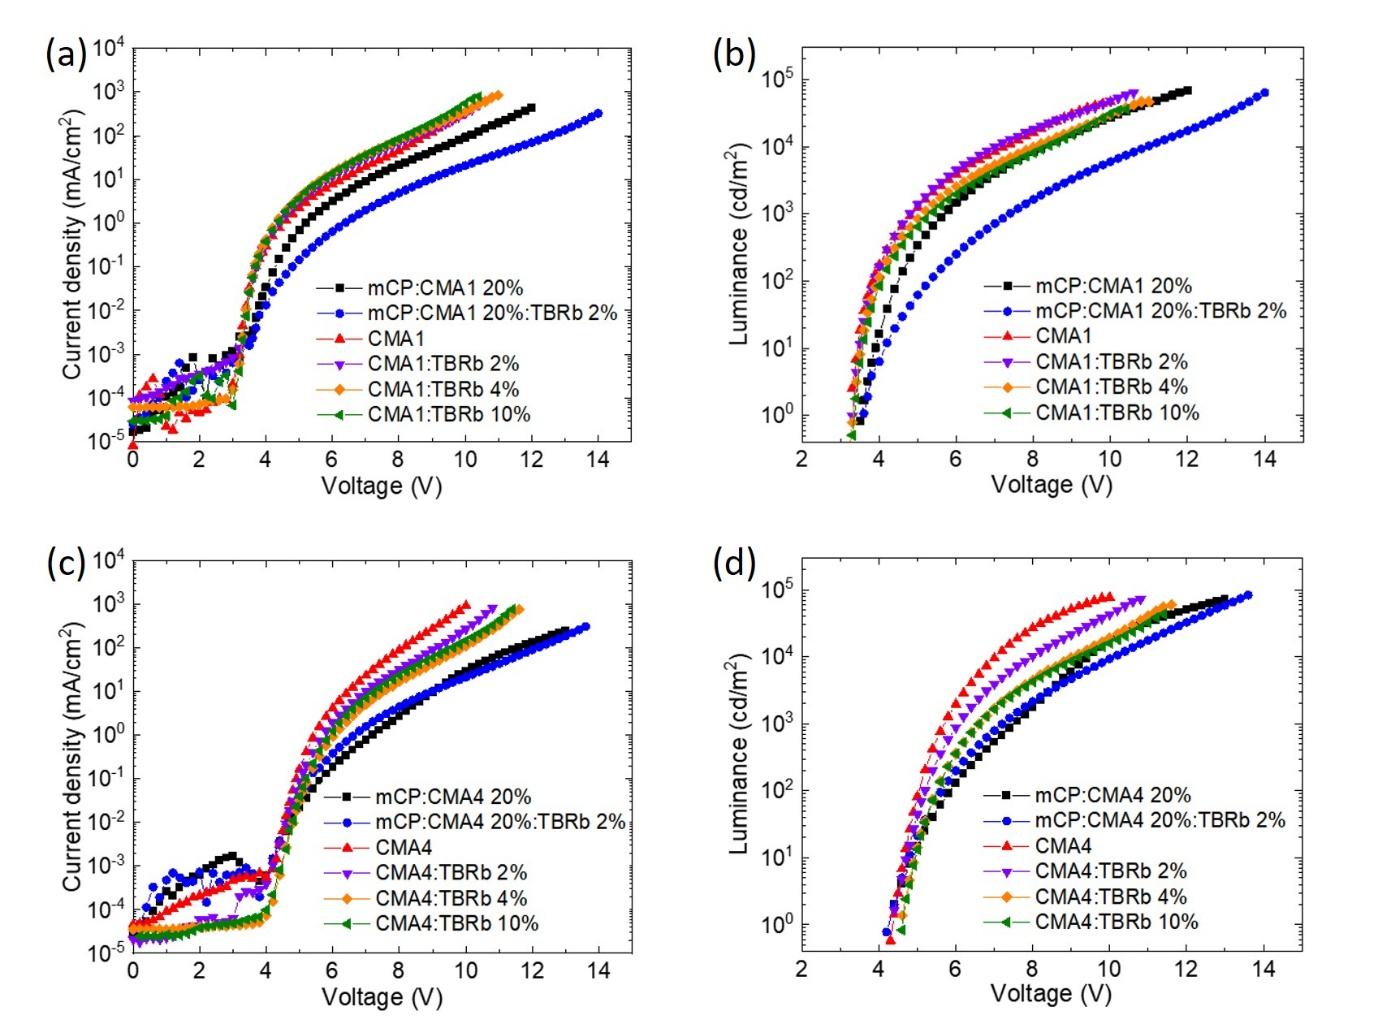 (a)
10^4
10^3
10^2
10^1
10^0
10^-1
10^-2
10^-3
10^-4
10^-5
Current density (mA/cm^2)
mCP:CMA1 20%
mCP:CMA1 20%:TBRb 2%
CMA1
CMA1:TBRb 2%
CMA1:TBRb 4%
CMA1:TBRb 10%
0 2 4 6 8 10 12 14
Voltage (V)
(b)
10^5
10^4
10^3
10^2
10^1
10^0
Luminance (cd/m^2)
mCP:CMA1 20%
mCP:CMA1 20%:TBRb 2%
CMA1
CMA1:TBRb 2%
CMA1:TBRb 4%
CMA1:TBRb 10%
2 4 6 8 10 12 14
Voltage (V)
(c)
10^4
10^3
10^2
10^1
10^0
10^-1
10^-2
10^-3
10^-4
10^-5
Current density (mA/cm^2)
mCP:CMA4 20%
mCP:CMA4 20%:TBRb 2%
CMA4
CMA4:TBRb 2%
CMA4:TBRb 4%
CMA4:TBRb 10%
0 2 4 6 8 10 12 14
Voltage (V)
(d)
10^5
10^4
10^3
10^2
10^1
10^0
Luminance (cd/m^2)
mCP:CMA4 20%
mCP:CMA4 20%:TBRb 2%
CMA4
CMA4:TBRb 2%
CMA4:TBRb 4%
CMA4:TBRb 10%
2 4 6 8 10 12 14
Voltage (V)